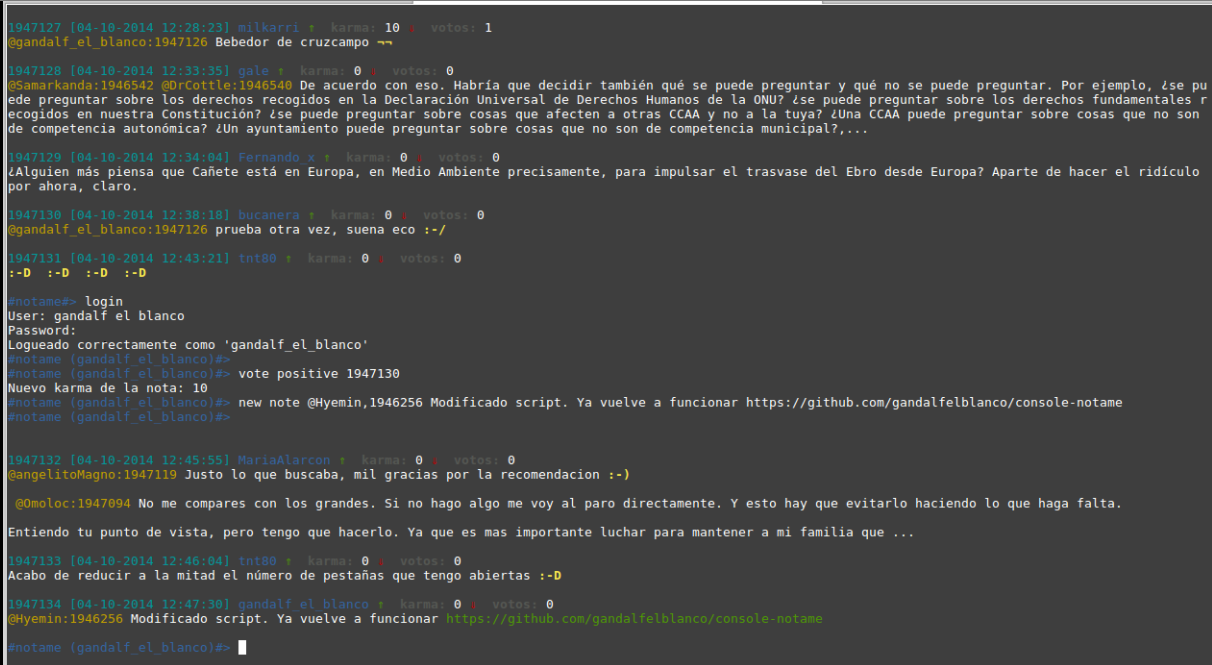 1947127 [04-10-2014 12:28:23] milkarri ↑  karma: 10 ↓  votos: 1
@gandalf_el_blanco:1947126 Bebedor de cruzcampo ¬¬
1947128 [04-10-2014 12:33:35] gale ↑  karma: 0 ↓  votos: 0
@Samarkanda:1946542 @DrCottle:1946540 De acuerdo con eso. Habría que decidir también qué se puede preguntar y qué no se puede preguntar. Por ejemplo, ¿se pu
ede preguntar sobre los derechos recogidos en la Declaración Universal de Derechos Humanos de la ONU? ¿se puede preguntar sobre los derechos fundamentales r
ecogidos en nuestra Constitución? ¿se puede preguntar sobre cosas que afecten a otras CCAA y no a la tuya? ¿Una CCAA puede preguntar sobre cosas que no son
de competencia autonómica? ¿Un ayuntamiento puede preguntar sobre cosas que no son de competencia municipal?,...
1947129 [04-10-2014 12:34:04] Fernando_x ↑  karma: 0 ↓  votos: 0
¿Alguien más piensa que Cañete está en Europa, en Medio Ambiente precisamente, para impulsar el trasvase del Ebro desde Europa? Aparte de hacer el ridículo
por ahora, claro.
1947130 [04-10-2014 12:38:18] bucanera ↑  karma: 0 ↓  votos: 0
@gandalf_el_blanco:1947126 prueba otra vez, suena eco :-/
1947131 [04-10-2014 12:43:21] tnt80 ↑  karma: 0 ↓  votos: 0
:-D  :-D  :-D  :-D
#notame#> login
User: gandalf el blanco
Password:
Logueado correctamente como 'gandalf_el_blanco'
#notame (gandalf_el_blanco)#>
#notame (gandalf_el_blanco)#> vote positive 1947130
Nuevo karma de la nota: 10
#notame (gandalf_el_blanco)#> new note @Hyemin,1946256 Modificado script. Ya vuelve a funcionar https://github.com/gandalfelblanco/console-notame
#notame (gandalf_el_blanco)#>
1947132 [04-10-2014 12:45:55] MariaAlarcon ↑  karma: 0 ↓  votos: 0
@angelitoMagno:1947119 Justo lo que buscaba, mil gracias por la recomendacion :-)
@Omoloc:1947094 No me compares con los grandes. Si no hago algo me voy al paro directamente. Y esto hay que evitarlo haciendo lo que haga falta.
Entiendo tu punto de vista, pero tengo que hacerlo. Ya que es mas importante luchar para mantener a mi familia que ...
1947133 [04-10-2014 12:46:04] tnt80 ↑  karma: 0 ↓  votos: 0
Acabo de reducir a la mitad el número de pestañas que tengo abiertas :-D
1947134 [04-10-2014 12:47:30] gandalf_el_blanco ↑  karma: 0 ↓  votos: 0
@Hyemin:1946256 Modificado script. Ya vuelve a funcionar https://github.com/gandalfelblanco/console-notame
#notame (gandalf_el_blanco)#>